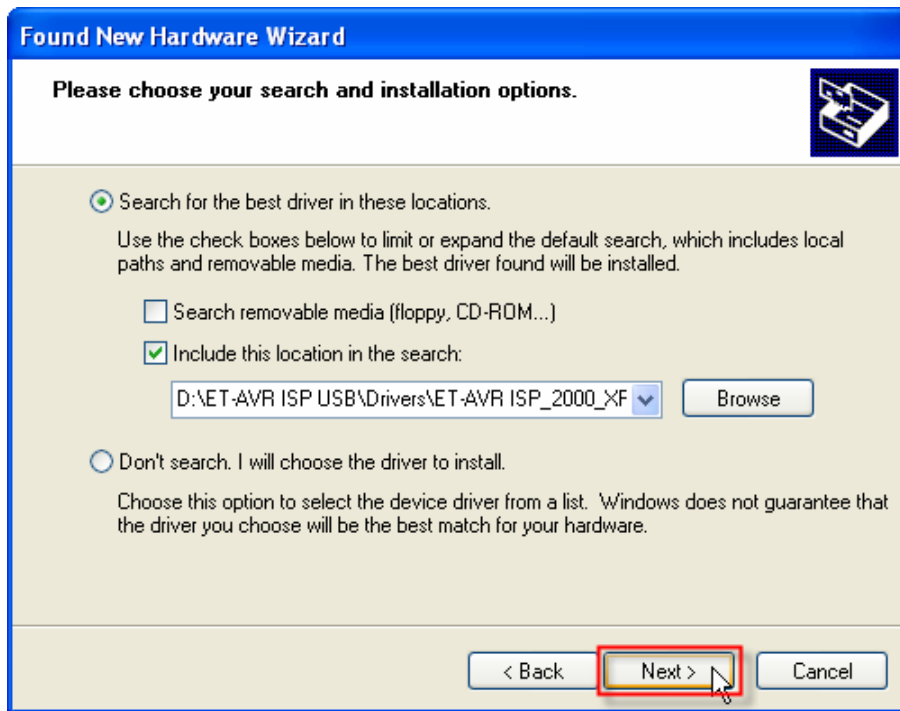 Found New Hardware Wizard
Please choose your search and installation options.
Search for the best driver in these locations.
Use the check boxes below to limit or expand the default search, which includes local
paths and removable media. The best driver found will be installed.
Search removable media (floppy, CD-ROM...)
Include this location in the search:
D:\ET-AVR ISP USB\Drivers\ET-AVR ISP_2000_XF
Browse
Don't search. I will choose the driver to install.
Choose this option to select the device driver from a list. Windows does not guarantee that
the driver you choose will be the best match for your hardware.
< Back
Next >
Cancel